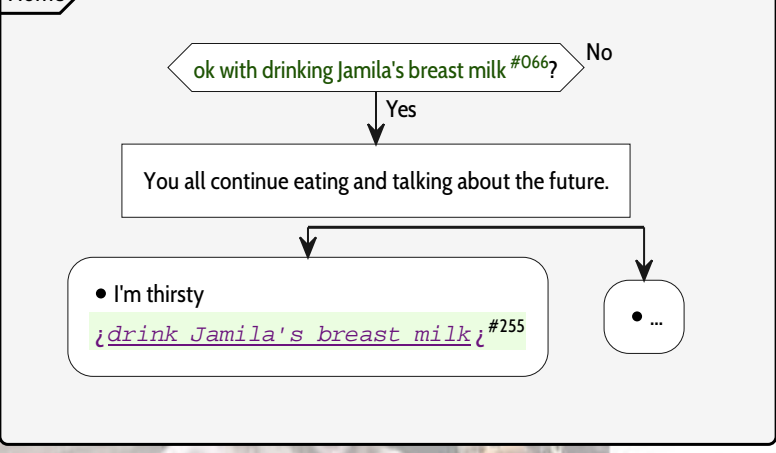 Home
ok with drinking Jamila's breast milk #066?
No
Yes
You all continue eating and talking about the future.
• I'm thirsty
¿drink Jamila's breast milk¿#255
• ...